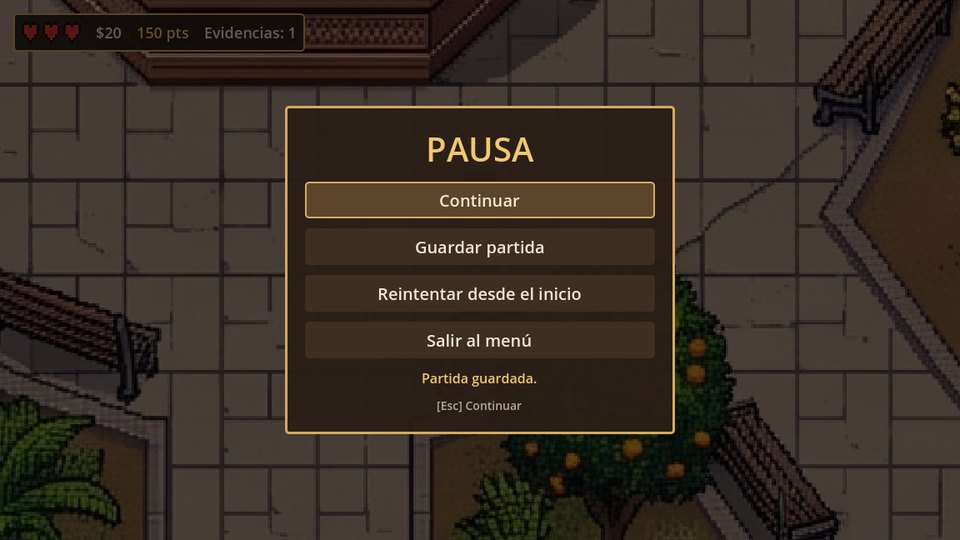 $20 150 pts Evidencias: 1
PAUSA
Continuar
Guardar partida
Reintentar desde el inicio
Salir al menú
Partida guardada.
[Esc] Continuar